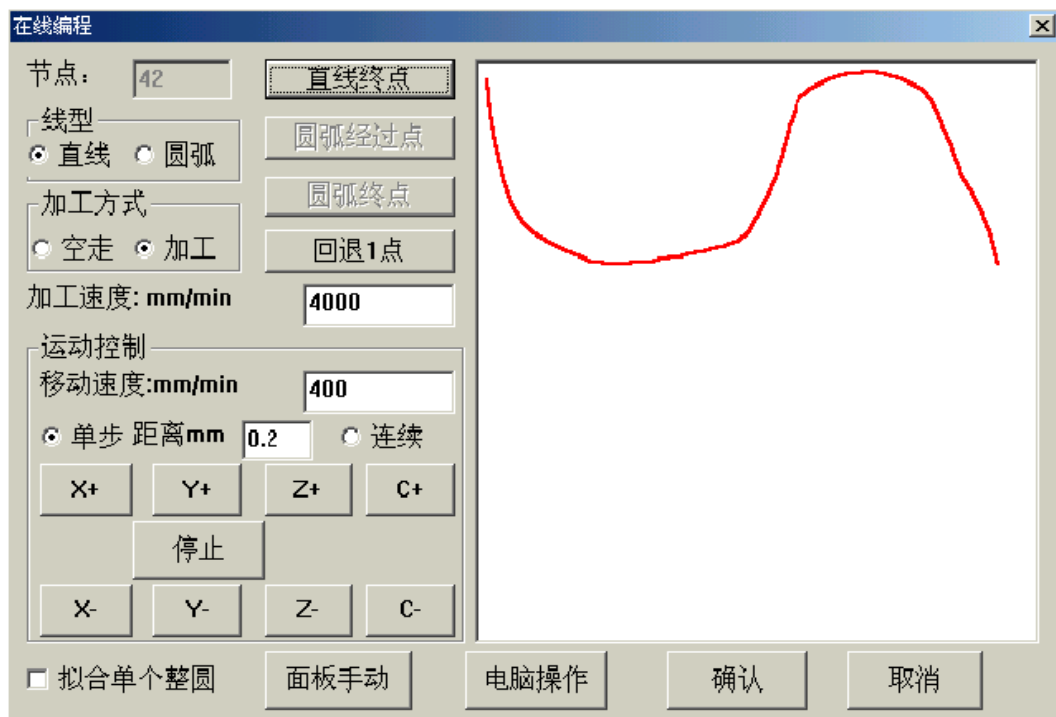 在线编程
节点： 42 直线终点
线型
直线 圆弧
圆弧经过点
加工方式
圆弧终点
空走 加工
回退1点
加工速度: mm/min 4000
运动控制
移动速度:mm/min 400
单步 距离mm 0.2 连续
X+ Y+ Z+ C+
停止
X- Y- Z- C-
拟合单个整圆 面板手动 电脑操作 确认 取消